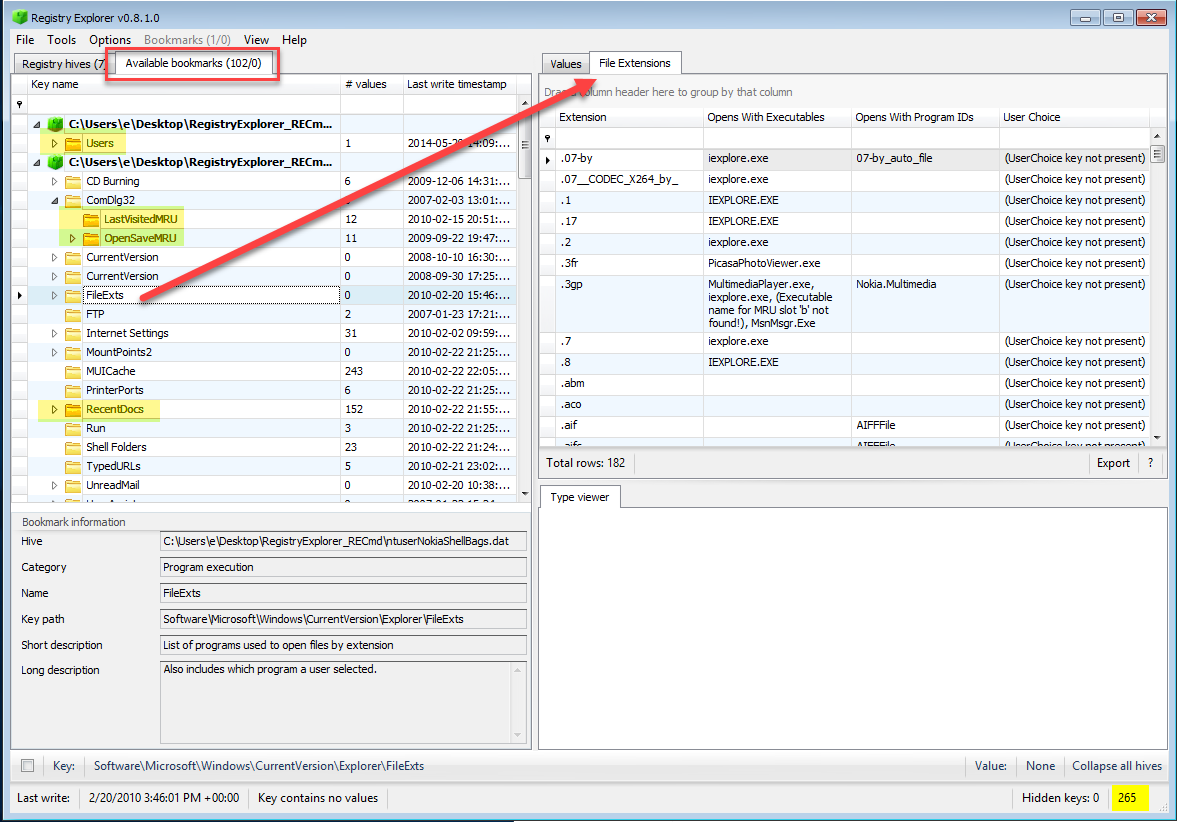 Registry Explorer v0.8.1.0
File Tools Options Bookmarks (1/0) View Help
Registry hives (7 Available bookmarks (102/0)
Key name # values Last write timestamp
C:\Users\e\Desktop\RegistryExplorer_RECm...
Users 1 2014-05-2
C:\Users\e\Desktop\RegistryExplorer_RECm...
CD Burning 6 2009-12-06 14:31:...
ComDlg32 2007-02-03 13:01:...
LastVisitedMRU 12 2010-02-15 20:51:...
OpenSaveMRU 11 2009-09-22 19:47:...
CurrentVersion 0 2008-10-10 16:30:...
CurrentVersion 0 2008-09-30 17:25:...
FileExts 0 2010-02-20 15:46:...
FTP 2 2007-01-23 17:21:...
Internet Settings 31 2010-02-02 09:59:...
MountPoints2 0 2010-02-22 21:25:...
MUICache 243 2010-02-22 22:05:...
PrinterPorts 6 2010-02-22 21:25:...
RecentDocs 152 2010-02-22 21:55:...
Run 3 2010-02-22 21:25:...
Shell Folders 23 2010-02-22 21:24:...
TypedURLs 5 2010-02-21 23:02:...
UnreadMail 0 2010-02-20 10:38:...
Bookmark information
Hive C:\Users\e\Desktop\RegistryExplorer_RECmd\ntuserNokiaShellBags.dat
Category Program execution
Name FileExts
Key path Software\Microsoft\Windows\CurrentVersion\Explorer\FileExts
Short description List of programs used to open files by extension
Long description Also includes which program a user selected.
Values File Extensions
Drag a column header here to group by that column
Extension Opens With Executables Opens With Program IDs User Choice
.07-by iexplore.exe 07-by_auto_file (UserChoice key not present)
.07__CODEC_X264_by_ iexplore.exe (UserChoice key not present)
.1 IEXPLORE.EXE (UserChoice key not present)
.17 IEXPLORE.EXE (UserChoice key not present)
.2 iexplore.exe (UserChoice key not present)
.3fr PicasaPhotoViewer.exe (UserChoice key not present)
.3gp MultimediaPlayer.exe, Nokia.Multimedia (UserChoice key not present)
iexplore.exe, (Executable
name for MRU slot 'b' not
found!), MsnMsgr.Exe
.7 iexplore.exe (UserChoice key not present)
.8 IEXPLORE.EXE (UserChoice key not present)
.abm (UserChoice key not present)
.aco (UserChoice key not present)
.aif AIFFFile (UserChoice key not present)
.aifc AIFFFile (UserChoice key not present)
Total rows: 182 Export ?
Type viewer
Key: Software\Microsoft\Windows\CurrentVersion\Explorer\FileExts Value: None Collapse all hives
Last write: 2/20/2010 3:46:01 PM +00:00 Key contains no values Hidden keys: 0 265